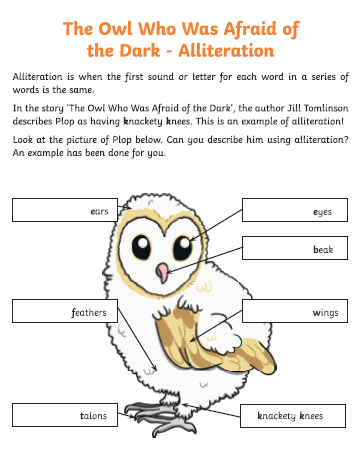 The Owl Who Was Afraid of
the Dark - Alliteration
Alliteration is when the first sound or letter for each word in a series of
words is the same.
In the story 'The Owl Who Was Afraid of the Dark', the author Jill Tomlinson
describes Plop as having knackety knees. This is an example of alliteration!
Look at the picture of Plop below. Can you describe him using alliteration?
An example has been done for you.
ears
eyes
beak
feathers
wings
talons
knackety knees